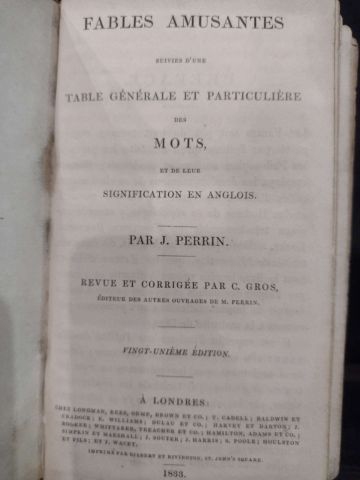 FABLES AMUSANTES
SUIVIES D'UNE
TABLE GÉNÉRALE ET PARTICULIÈRE
DES
MOTS,
ET DE LEUR
SIGNIFICATION EN ANGLOIS.
PAR J. PERRIN.
REVUE ET CORRIGÉE PAR C. GROS,
ÉDITEUR DES AUTRES OUVRAGES DE M. PERRIN.
VINGT-UNIÈME ÉDITION.
À LONDRES:
CHEZ LONGMAN, REES, ORME, BROWN ET CO.; T. CADELL; BALDWIN ET
CRADOCK; E. WILLIAMS; DULAU ET CO.; HARVEY ET DARTON; J.
BOOKER; WHITTAKER, TREACHER ET CO.; HAMILTON, ADAMS ET CO.;
SIMPKIN ET MARSHALL; J. SOUTER; J. HARRIS; S. POOLE; HOULSTON
ET FILS; ET J. WACEY.
IMPRIMÉ PAR GILBERT ET RIVINGTON, ST. JOHN'S SQUARE.
1833.